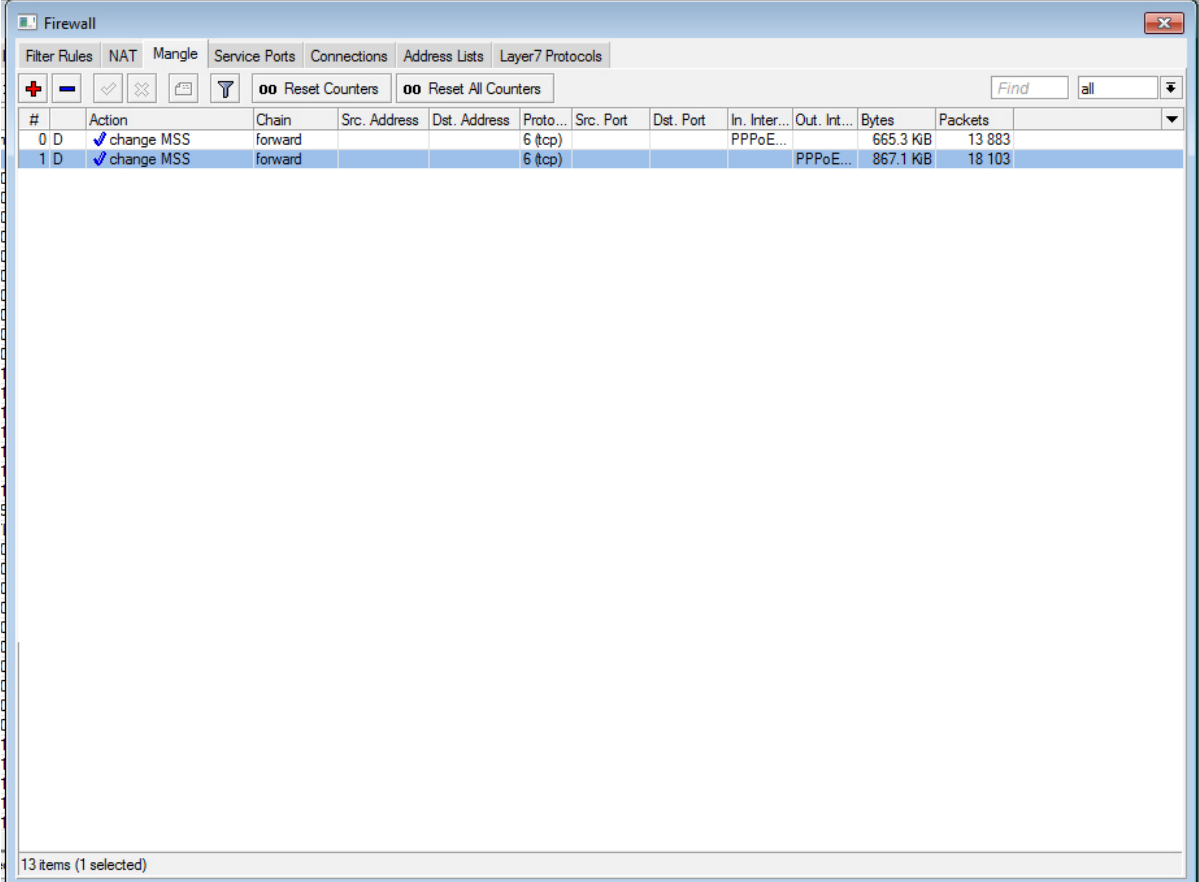 Firewall
Filter Rules NAT Mangle Service Ports Connections Address Lists Layer7 Protocols
00 Reset Counters 00 Reset All Counters Find all
# Action Chain Src. Address Dst. Address Proto... Src. Port Dst. Port In. Inter... Out. Int... Bytes Packets
0 D change MSS forward 6 (tcp) PPPoE... 665.3 KiB 13 883
1 D change MSS forward 6 (tcp) PPPoE... 867.1 KiB 18 103
13 items (1 selected)